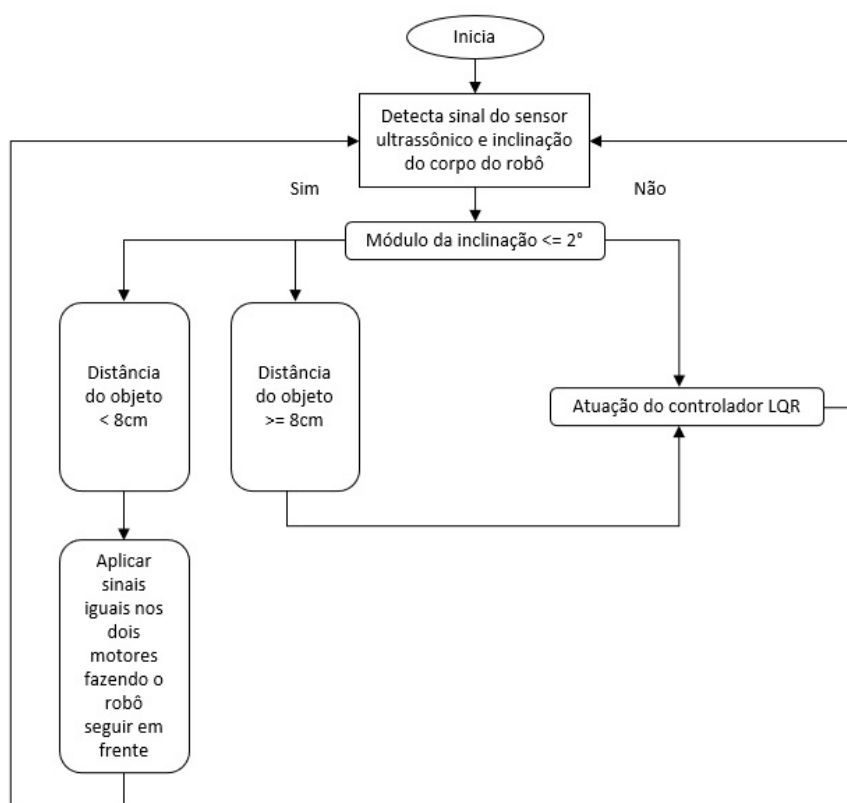 Inicia
Detecta sinal do sensor
ultrassônico e inclinação
do corpo do robô
Sim
Não
Módulo da inclinação <= 2°
Distância
do objeto
< 8cm
Distância
do objeto
>= 8cm
Atuação do controlador LQR
Aplicar
sinais
iguais nos
dois
motores
fazendo o
robô
seguir em
frente